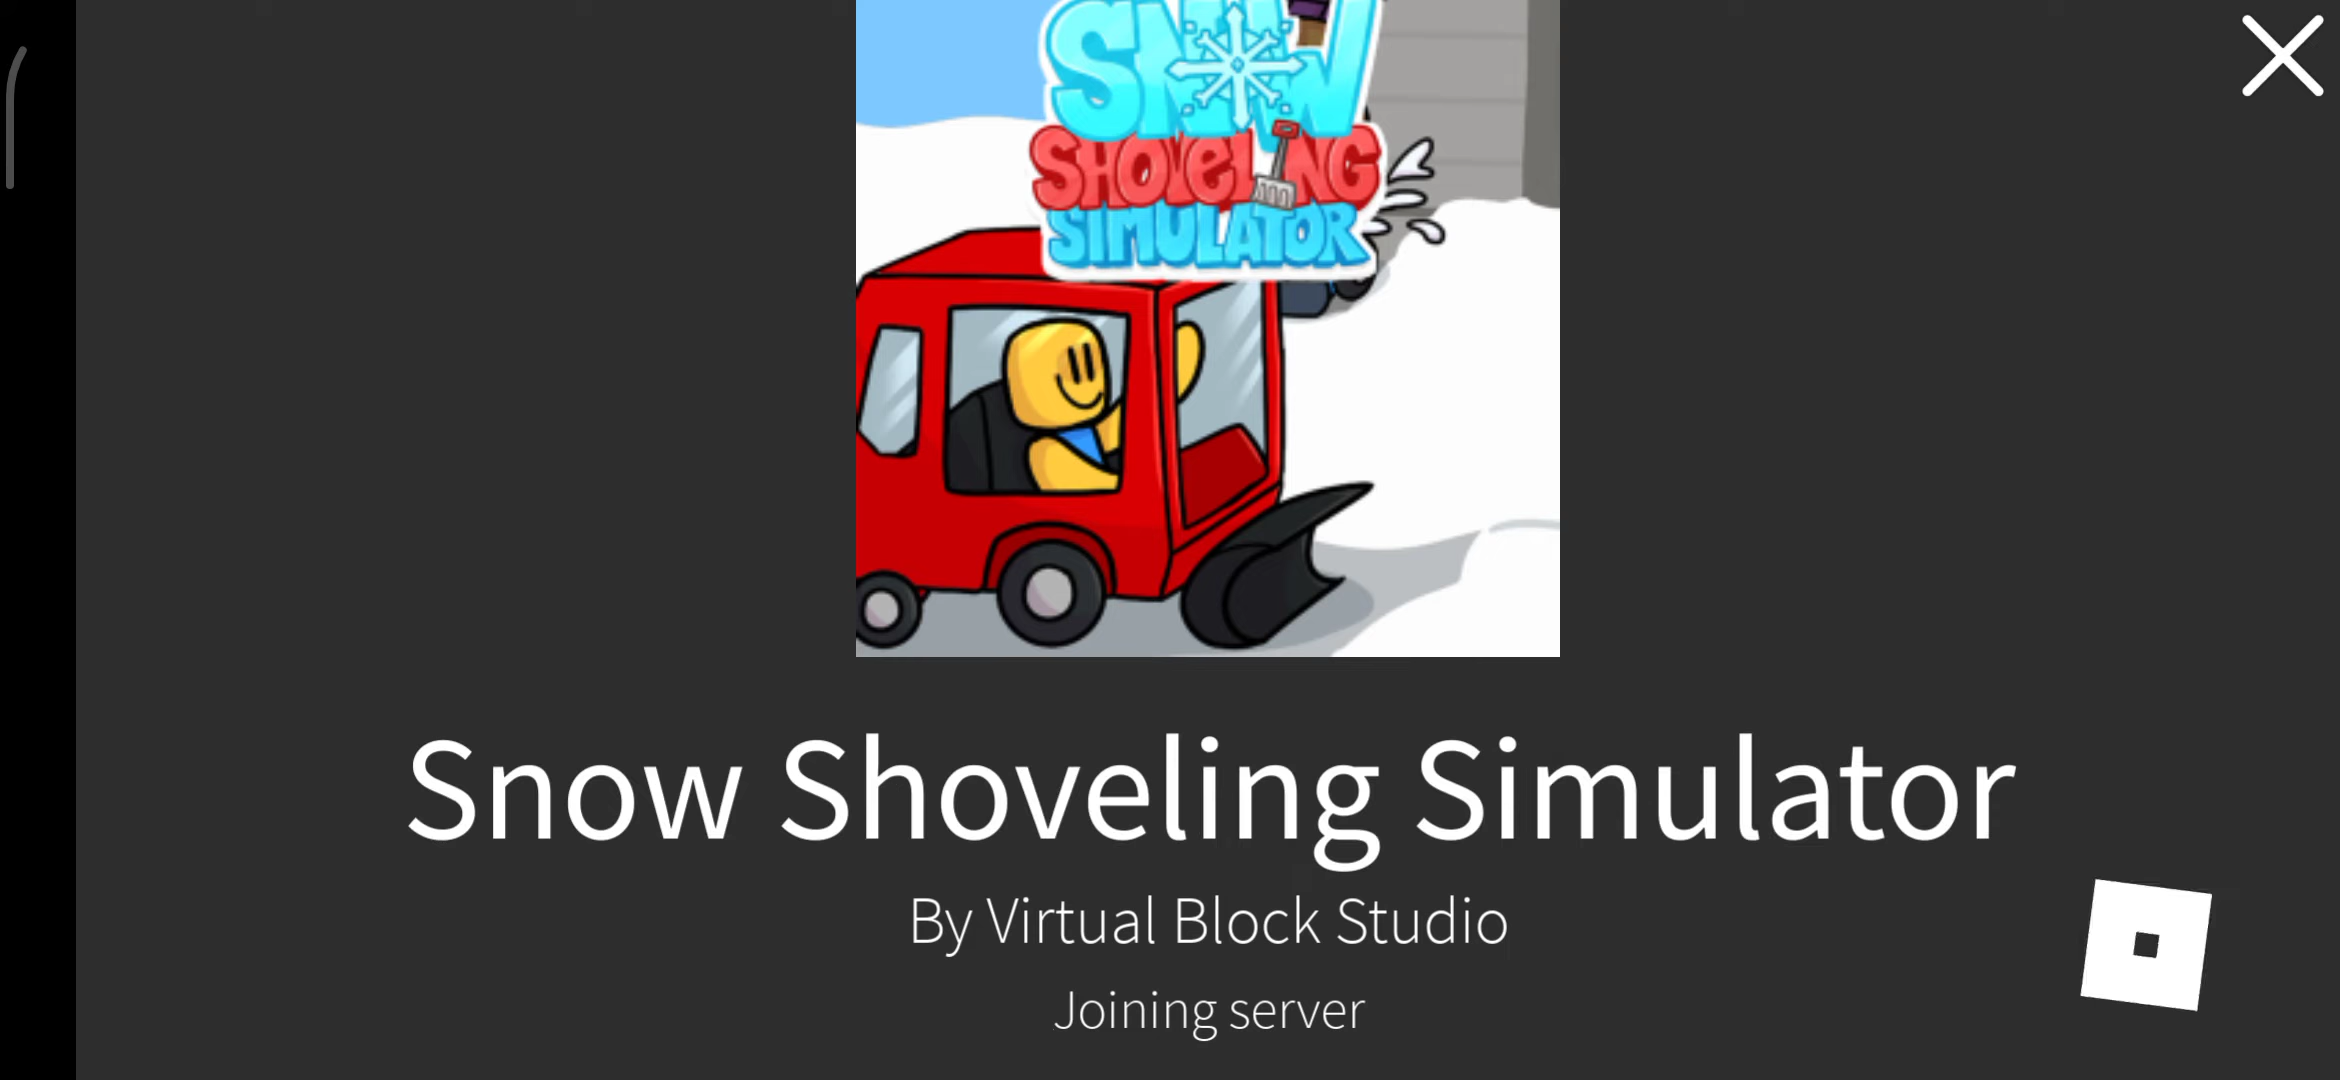 SNOW
SHOVELING
SIMULATOR
Snow Shoveling Simulator
By Virtual Block Studio
Joining server